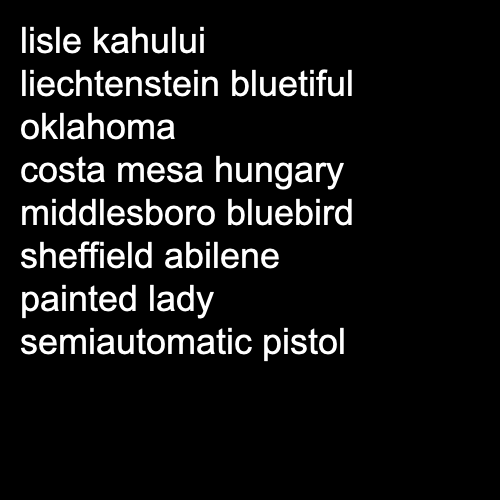 lisle kahului
liechtenstein bluetiful
oklahoma
costa mesa hungary
middlesboro bluebird
sheffield abilene
painted lady
semiautomatic pistol